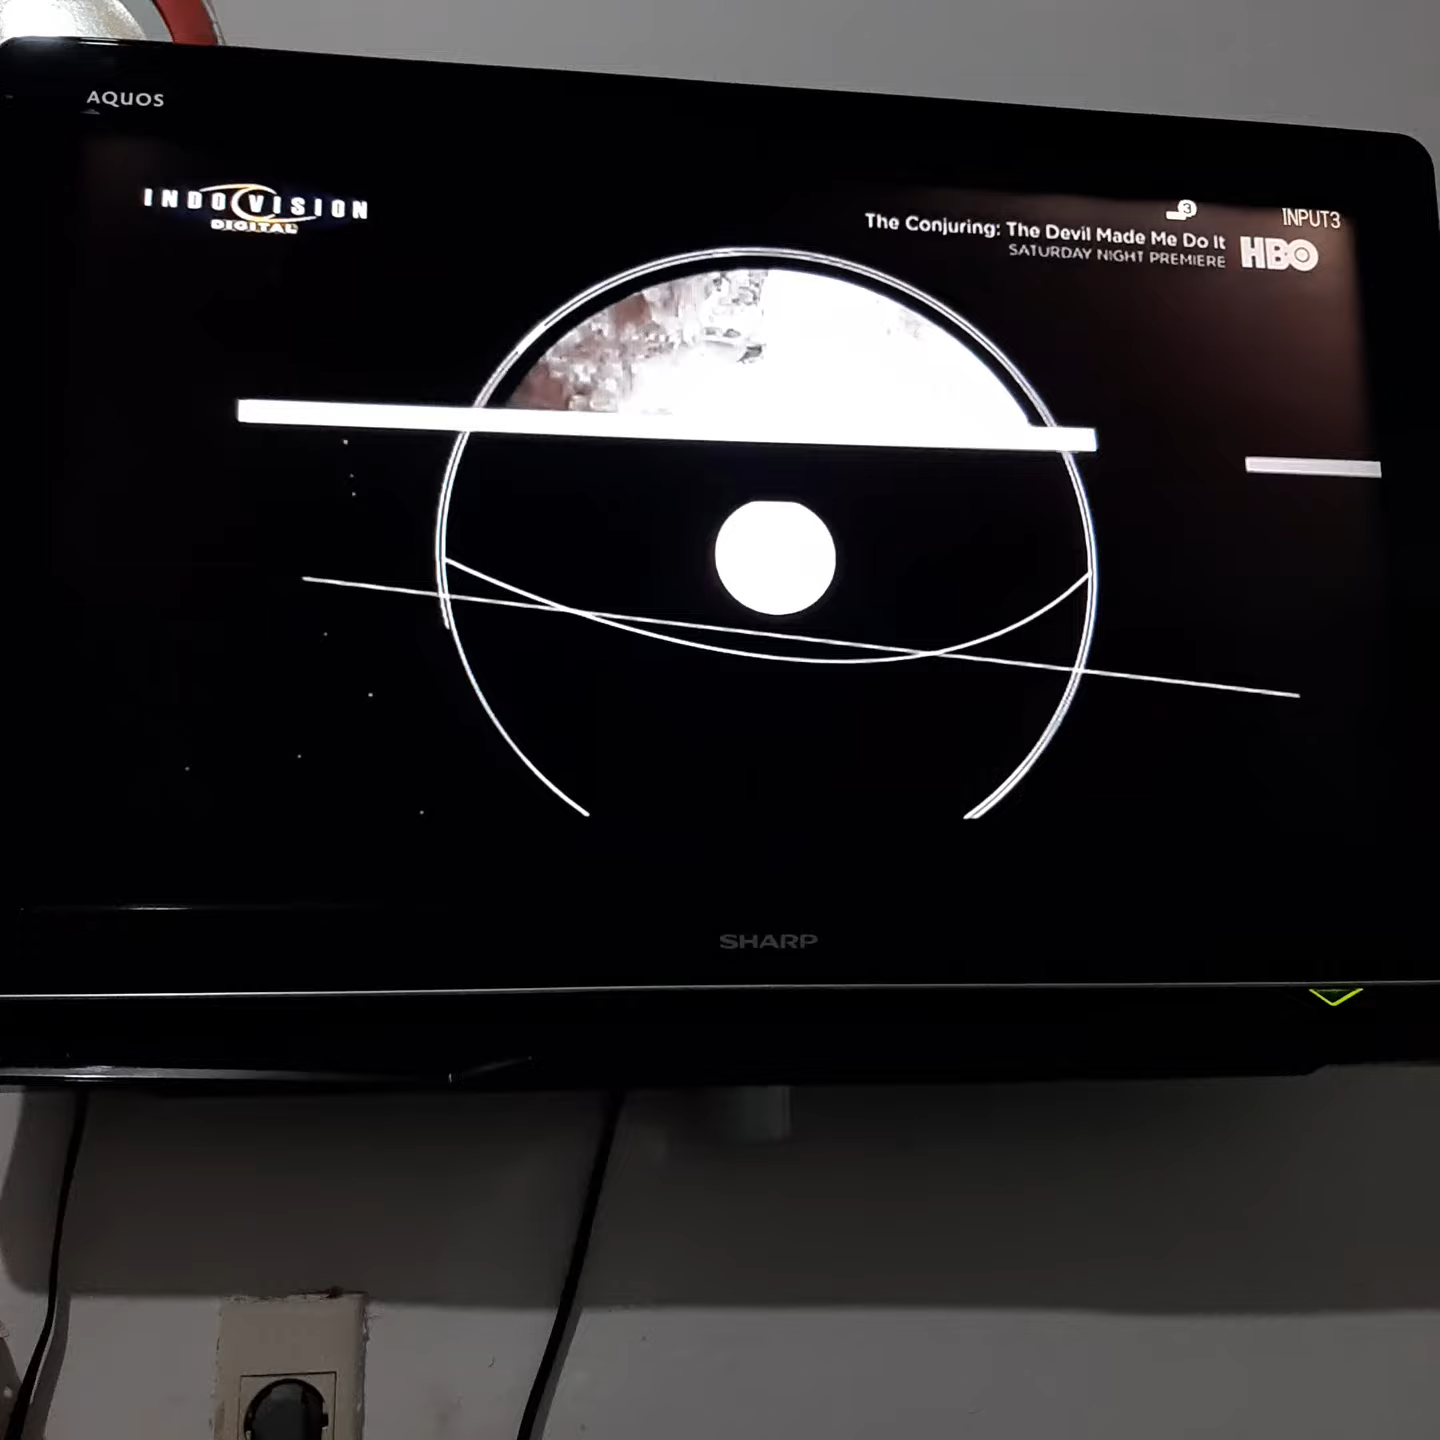 AQUOS
INDOVISION
DIGITAL
3
INPUT3
The Conjuring: The Devil Made Me Do It
SATURDAY NIGHT PREMIERE
HBO
SHARP